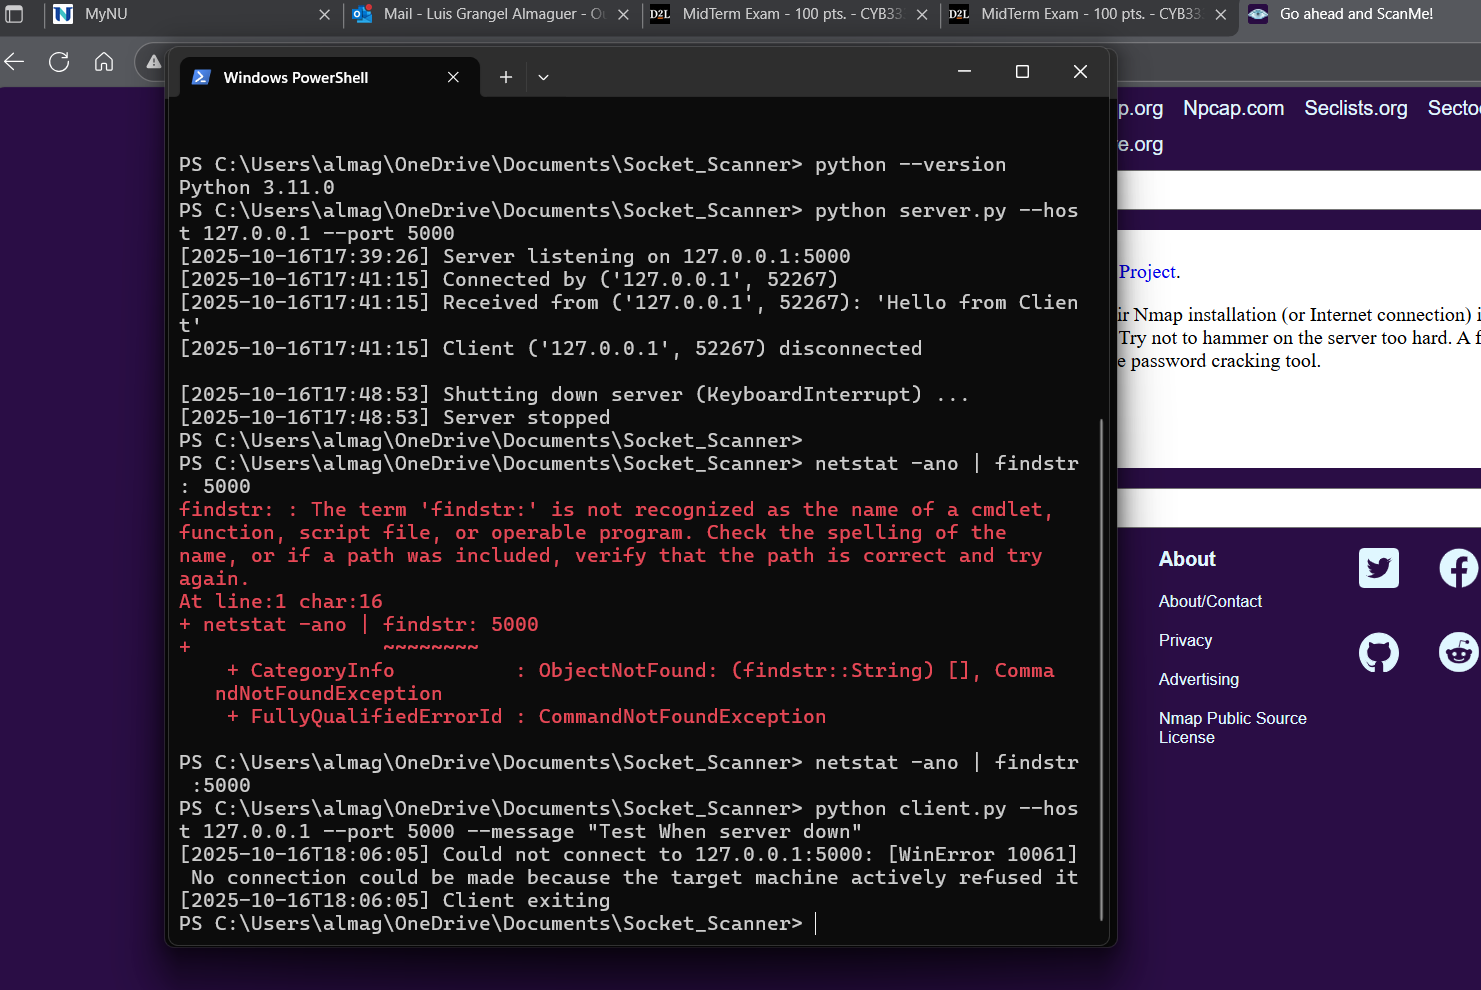 MyNU
Mail - Luis Grangel Almaguer - Ou
MidTerm Exam - 100 pts. - CYB333
MidTerm Exam - 100 pts. - CYB333
Go ahead and ScanMe!
Windows PowerShell
p.org Npcap.com Seclists.org Secto
e.org
PS C:\Users\almag\OneDrive\Documents\Socket_Scanner> python --version
Python 3.11.0
PS C:\Users\almag\OneDrive\Documents\Socket_Scanner> python server.py --hos
t 127.0.0.1 --port 5000
[2025-10-16T17:39:26] Server listening on 127.0.0.1:5000
[2025-10-16T17:41:15] Connected by ('127.0.0.1', 52267)
[2025-10-16T17:41:15] Received from ('127.0.0.1', 52267): 'Hello from Clien
t'
[2025-10-16T17:41:15] Client ('127.0.0.1', 52267) disconnected
[2025-10-16T17:48:53] Shutting down server (KeyboardInterrupt) ...
[2025-10-16T17:48:53] Server stopped
PS C:\Users\almag\OneDrive\Documents\Socket_Scanner>
PS C:\Users\almag\OneDrive\Documents\Socket_Scanner> netstat -ano | findstr
: 5000
findstr: : The term 'findstr:' is not recognized as the name of a cmdlet,
function, script file, or operable program. Check the spelling of the
name, or if a path was included, verify that the path is correct and try
again.
At line:1 char:16
+ netstat -ano | findstr: 5000
+                ~~~~~~~~
    + CategoryInfo          : ObjectNotFound: (findstr::String) [], Comma
   ndNotFoundException
    + FullyQualifiedErrorId : CommandNotFoundException
PS C:\Users\almag\OneDrive\Documents\Socket_Scanner> netstat -ano | findstr
:5000
PS C:\Users\almag\OneDrive\Documents\Socket_Scanner> python client.py --hos
t 127.0.0.1 --port 5000 --message "Test When server down"
[2025-10-16T18:06:05] Could not connect to 127.0.0.1:5000: [WinError 10061]
No connection could be made because the target machine actively refused it
[2025-10-16T18:06:05] Client exiting
PS C:\Users\almag\OneDrive\Documents\Socket_Scanner>
Project.
ir Nmap installation (or Internet connection) i
Try not to hammer on the server too hard. A f
e password cracking tool.
About
About/Contact
Privacy
Advertising
Nmap Public Source
License